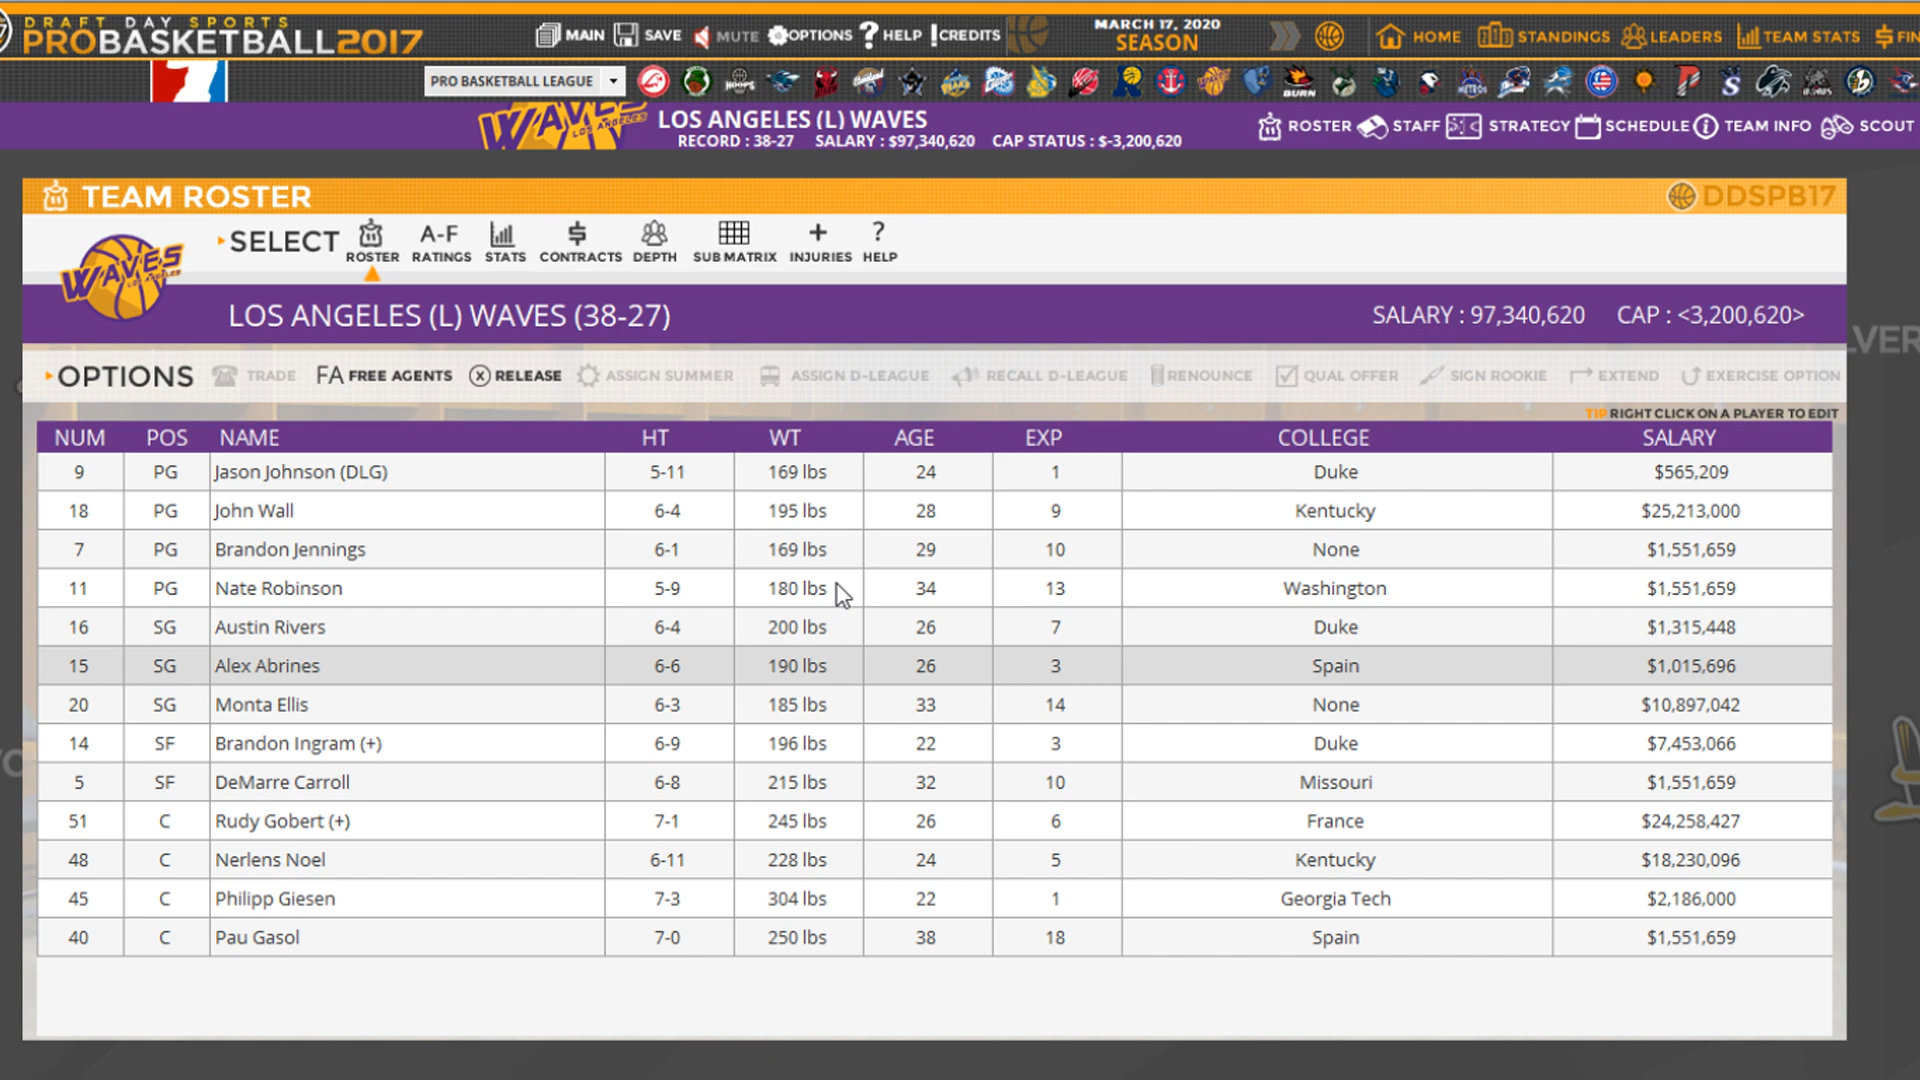 DRAFT DAY SPORTS
PROBASKETBALL2017
MAIN SAVE MUTE OPTIONS ? HELP ! CREDITS
MARCH 17, 2020
SEASON
HOME STANDINGS LEADERS TEAM STATS $ FIN
PRO BASKETBALL LEAGUE
HOOPS BURN METROS
WAVES LOS ANGELES
LOS ANGELES (L) WAVES
RECORD : 38-27 SALARY : $97,340,620 CAP STATUS : $-3,200,620
ROSTER STAFF STRATEGY SCHEDULE TEAM INFO SCOUT
TEAM ROSTER
DDSPB17
WAVES LOS ANGELES
SELECT ROSTER A-F RATINGS STATS $ CONTRACTS DEPTH SUB MATRIX + INJURIES ? HELP
LOS ANGELES (L) WAVES (38-27) SALARY : 97,340,620 CAP : <3,200,620>
LVER
OPTIONS TRADE FA FREE AGENTS X RELEASE ASSIGN SUMMER ASSIGN D-LEAGUE RECALL D-LEAGUE RENOUNCE QUAL OFFER SIGN ROOKIE EXTEND EXERCISE OPTION
TIP RIGHT CLICK ON A PLAYER TO EDIT
NUM POS NAME HT WT AGE EXP COLLEGE SALARY
9 PG Jason Johnson (DLG) 5-11 169 lbs 24 1 Duke $565,209
18 PG John Wall 6-4 195 lbs 28 9 Kentucky $25,213,000
7 PG Brandon Jennings 6-1 169 lbs 29 10 None $1,551,659
11 PG Nate Robinson 5-9 180 lbs 34 13 Washington $1,551,659
16 SG Austin Rivers 6-4 200 lbs 26 7 Duke $1,315,448
15 SG Alex Abrines 6-6 190 lbs 26 3 Spain $1,015,696
20 SG Monta Ellis 6-3 185 lbs 33 14 None $10,897,042
14 SF Brandon Ingram (+) 6-9 196 lbs 22 3 Duke $7,453,066
5 SF DeMarre Carroll 6-8 215 lbs 32 10 Missouri $1,551,659
51 C Rudy Gobert (+) 7-1 245 lbs 26 6 France $24,258,427
48 C Nerlens Noel 6-11 228 lbs 24 5 Kentucky $18,230,096
45 C Philipp Giesen 7-3 304 lbs 22 1 Georgia Tech $2,186,000
40 C Pau Gasol 7-0 250 lbs 38 18 Spain $1,551,659